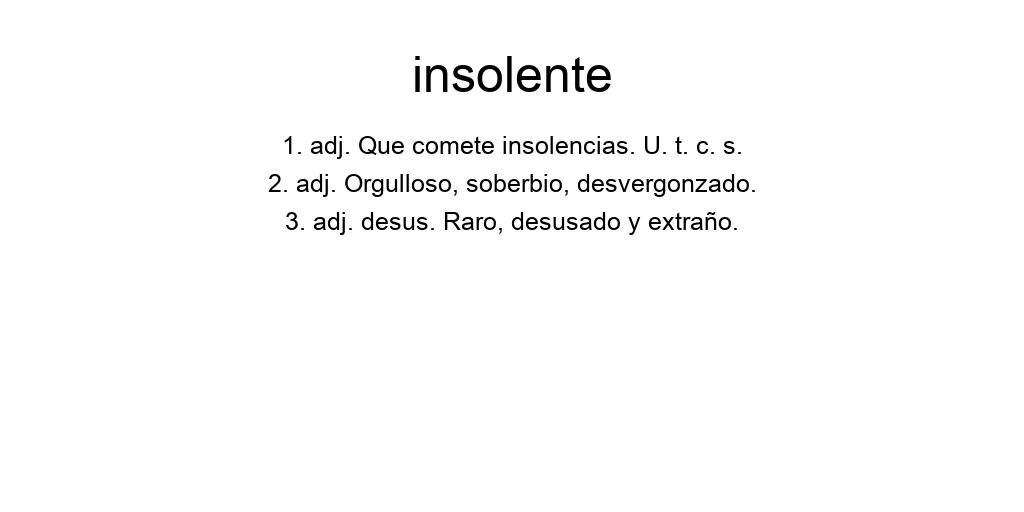 insolente
1. adj. Que comete insolencias. U. t. c. s.
2. adj. Orgulloso, soberbio, desvergonzado.
3. adj. desus. Raro, desusado y extraño.